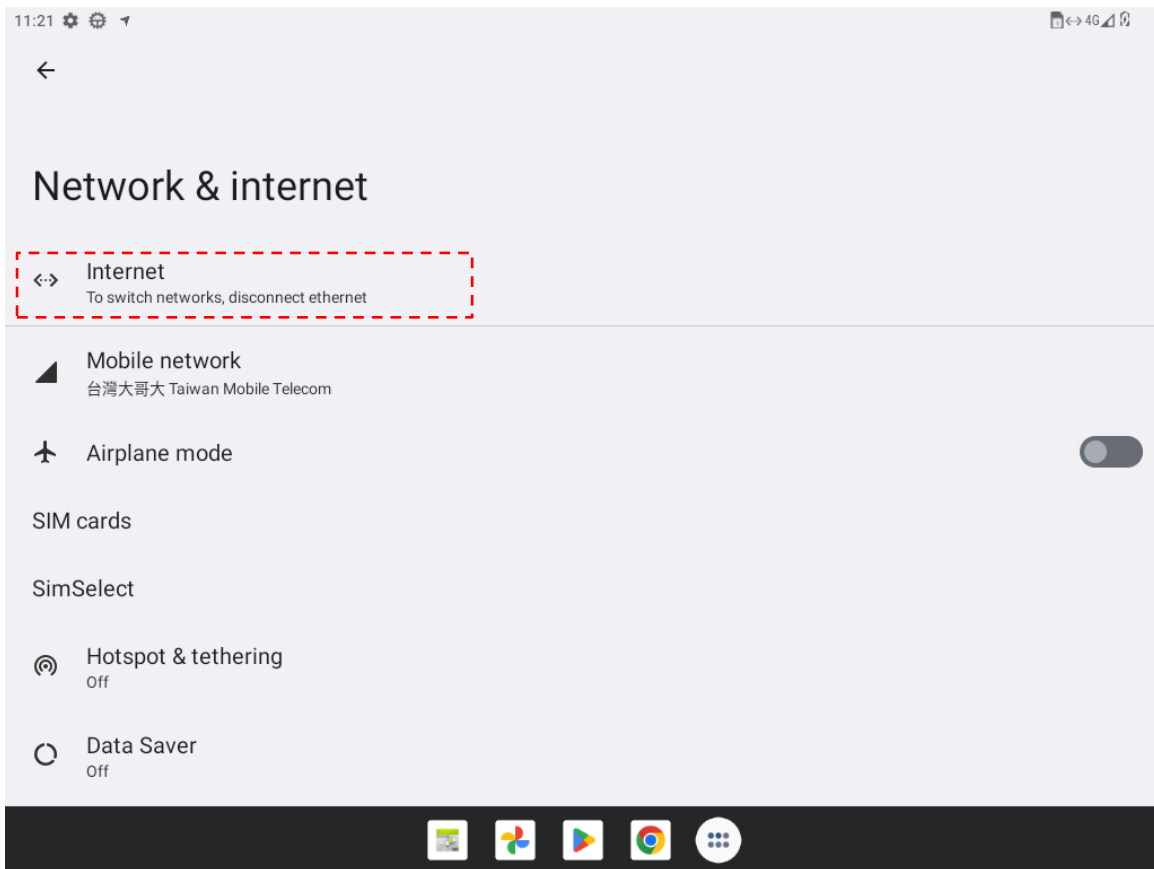 11:21
4G
Network & internet
Internet
To switch networks, disconnect ethernet
Mobile network
台灣大哥大 Taiwan Mobile Telecom
Airplane mode
SIM cards
SimSelect
Hotspot & tethering
Off
Data Saver
Off